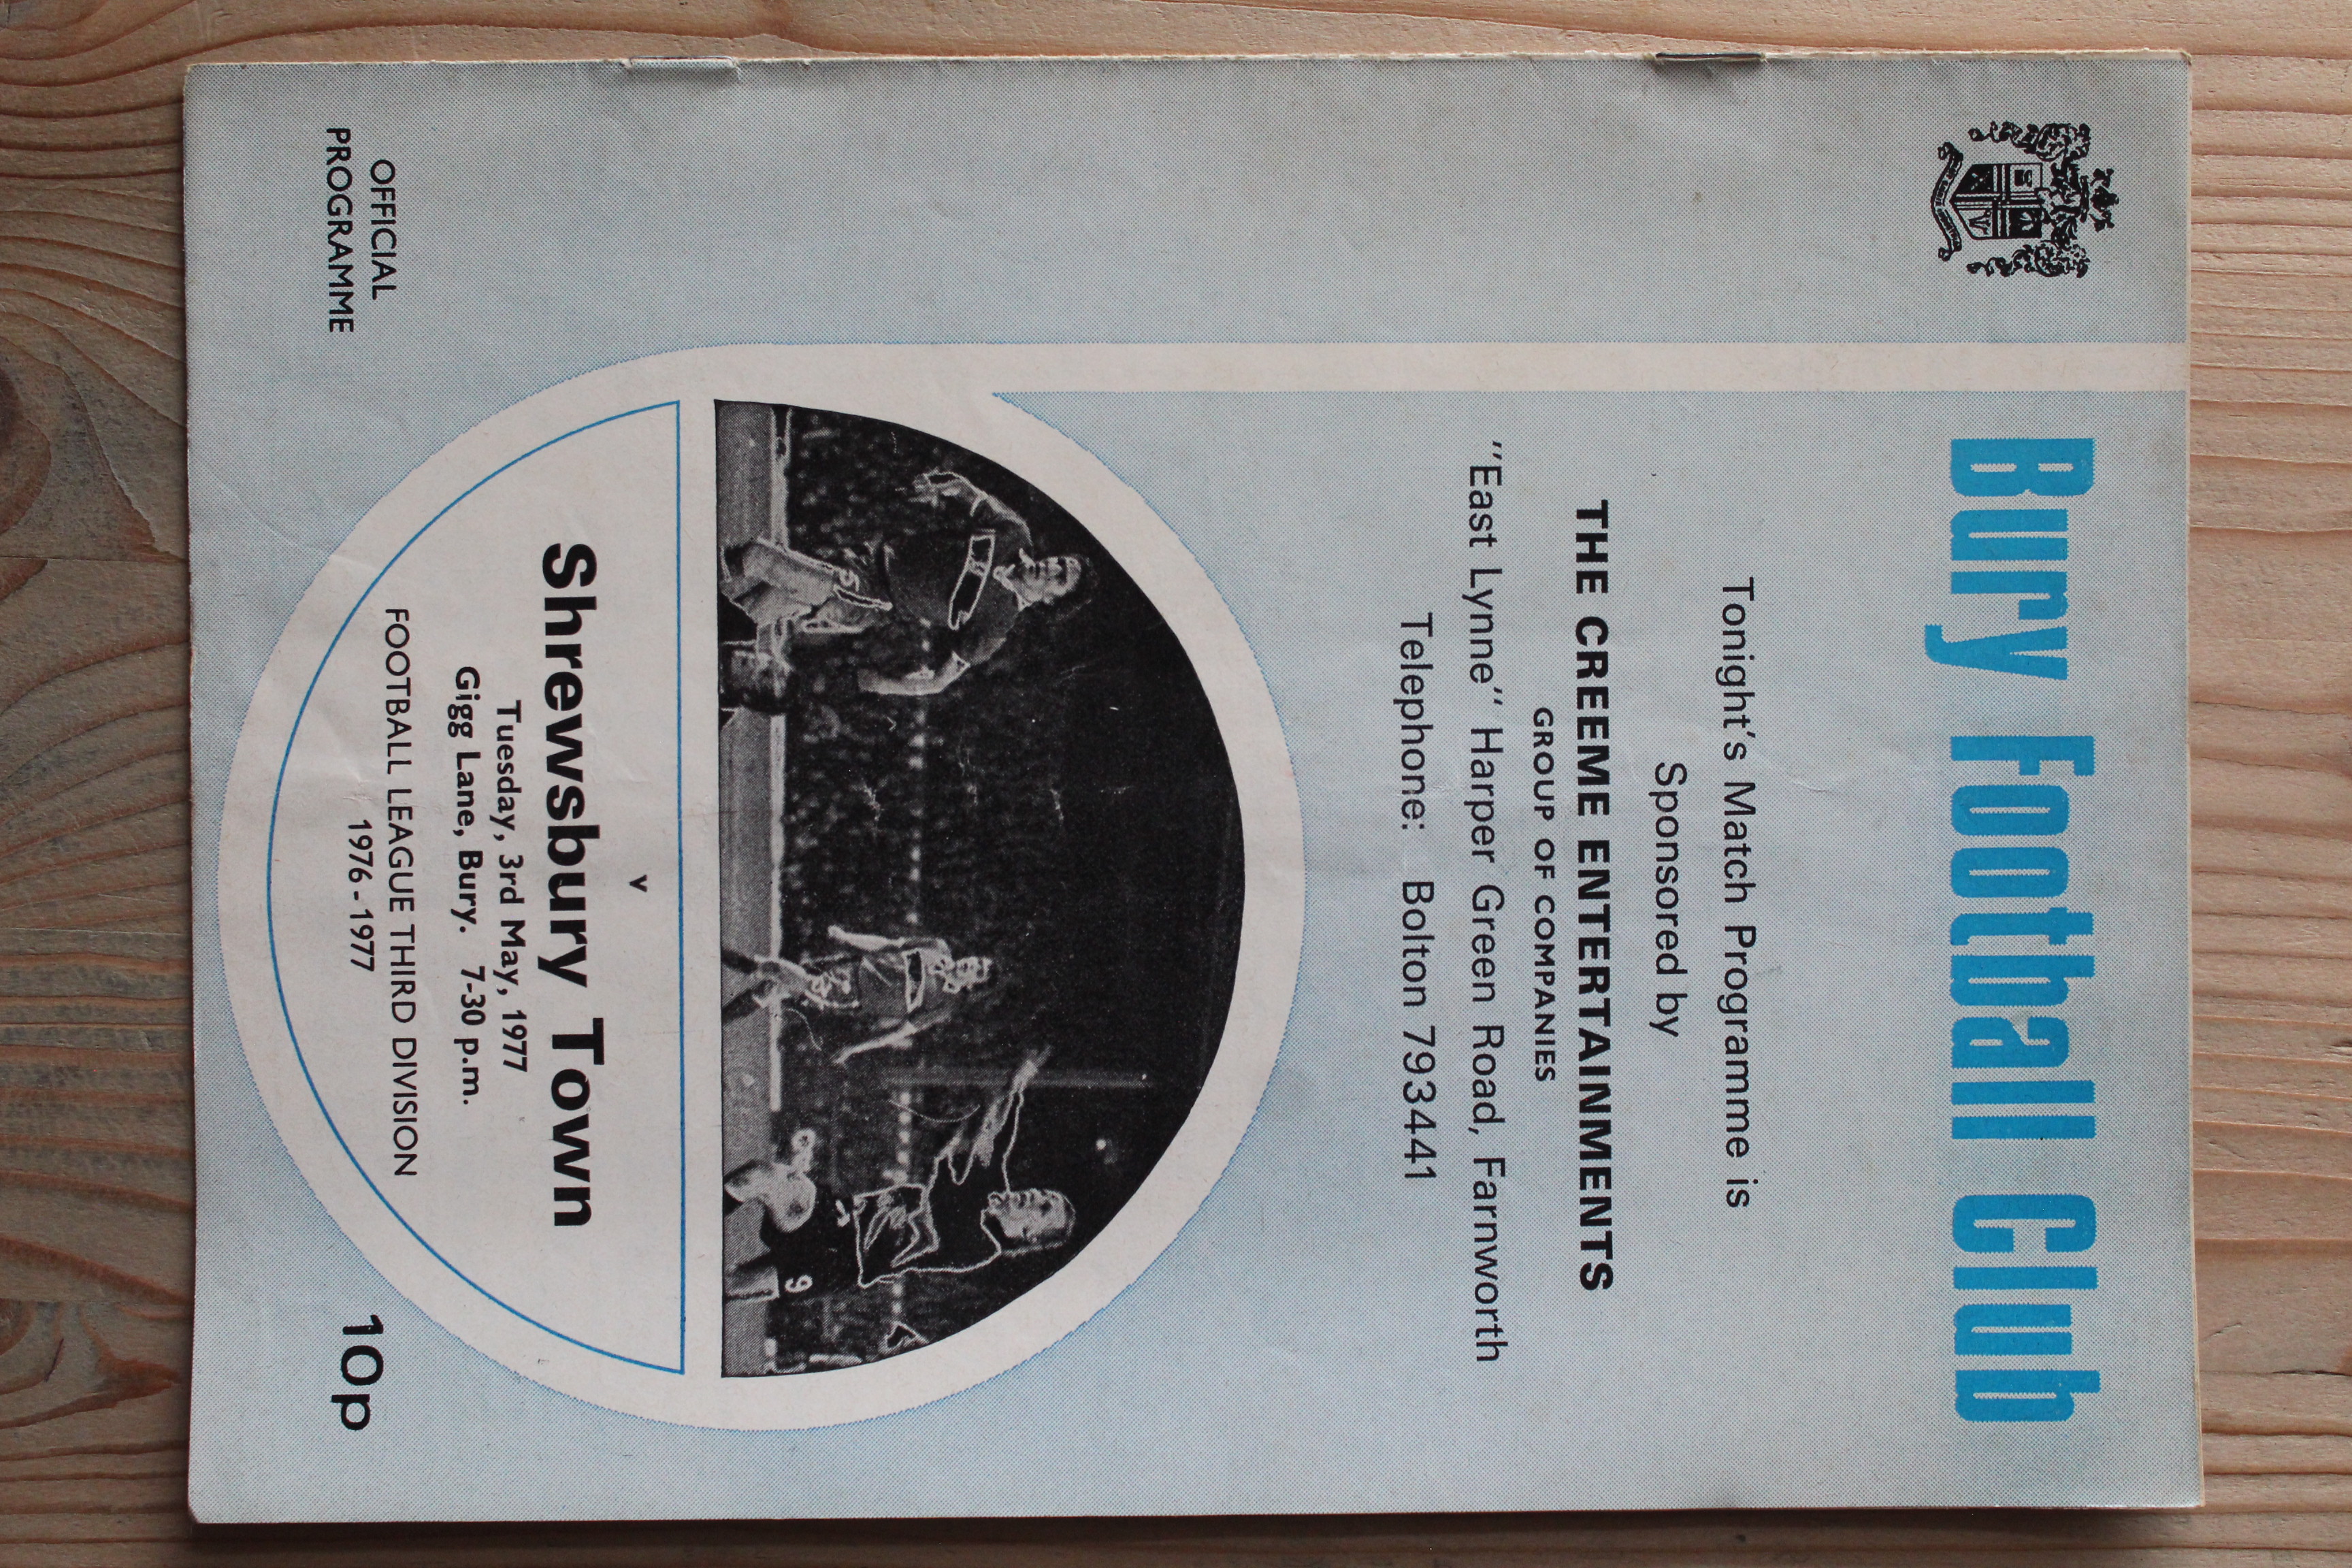 Bury Football Club
Tonight's Match Programme is
Sponsored by
THE CREEME ENTERTAINMENTS
GROUP OF COMPANIES
"East Lynne" Harper Green Road, Farnworth
Telephone: Bolton 793441
9
v
Shrewsbury Town
Tuesday, 3rd May, 1977
Gigg Lane, Bury. 7-30 p.m.
FOOTBALL LEAGUE THIRD DIVISION
1976-1977
OFFICIAL
PROGRAMME
10p